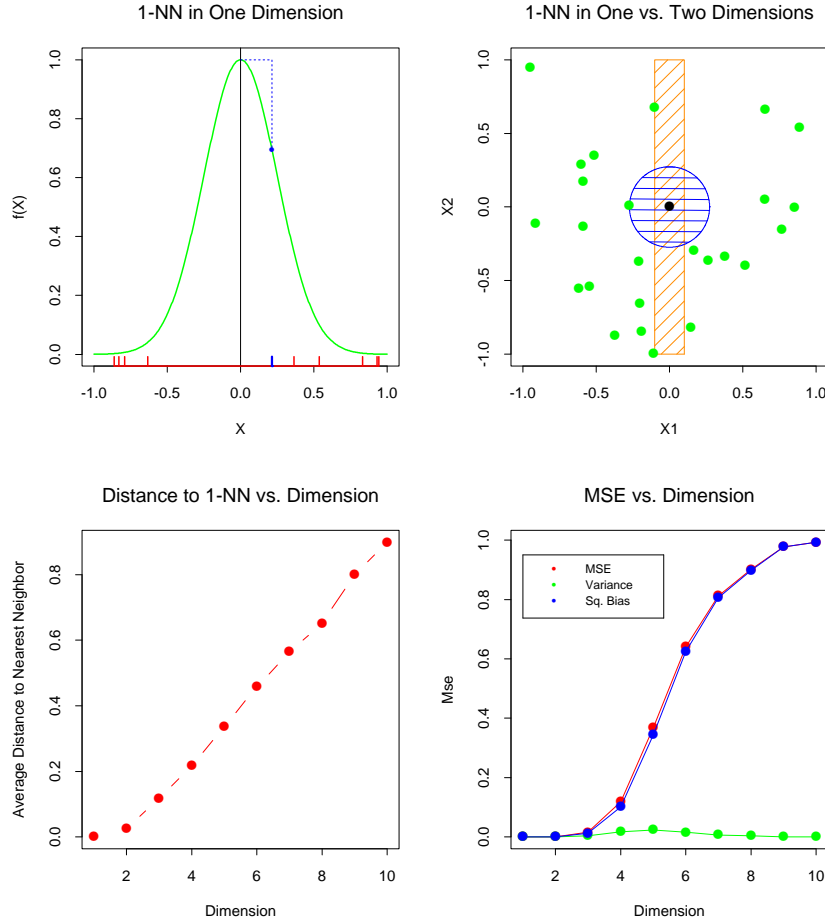 1-NN in One Dimension
f(X)
0.0 0.2 0.4 0.6 0.8 1.0
-1.0 -0.5 0.0 0.5 1.0
X
1-NN in One vs. Two Dimensions
X2
-1.0 -0.5 0.0 0.5 1.0
-1.0 -0.5 0.0 0.5 1.0
X1
Distance to 1-NN vs. Dimension
Average Distance to Nearest Neighbor
0.0 0.2 0.4 0.6 0.8
2 4 6 8 10
Dimension
MSE vs. Dimension
Mse
0.0 0.2 0.4 0.6 0.8 1.0
MSE
Variance
Sq. Bias
2 4 6 8 10
Dimension